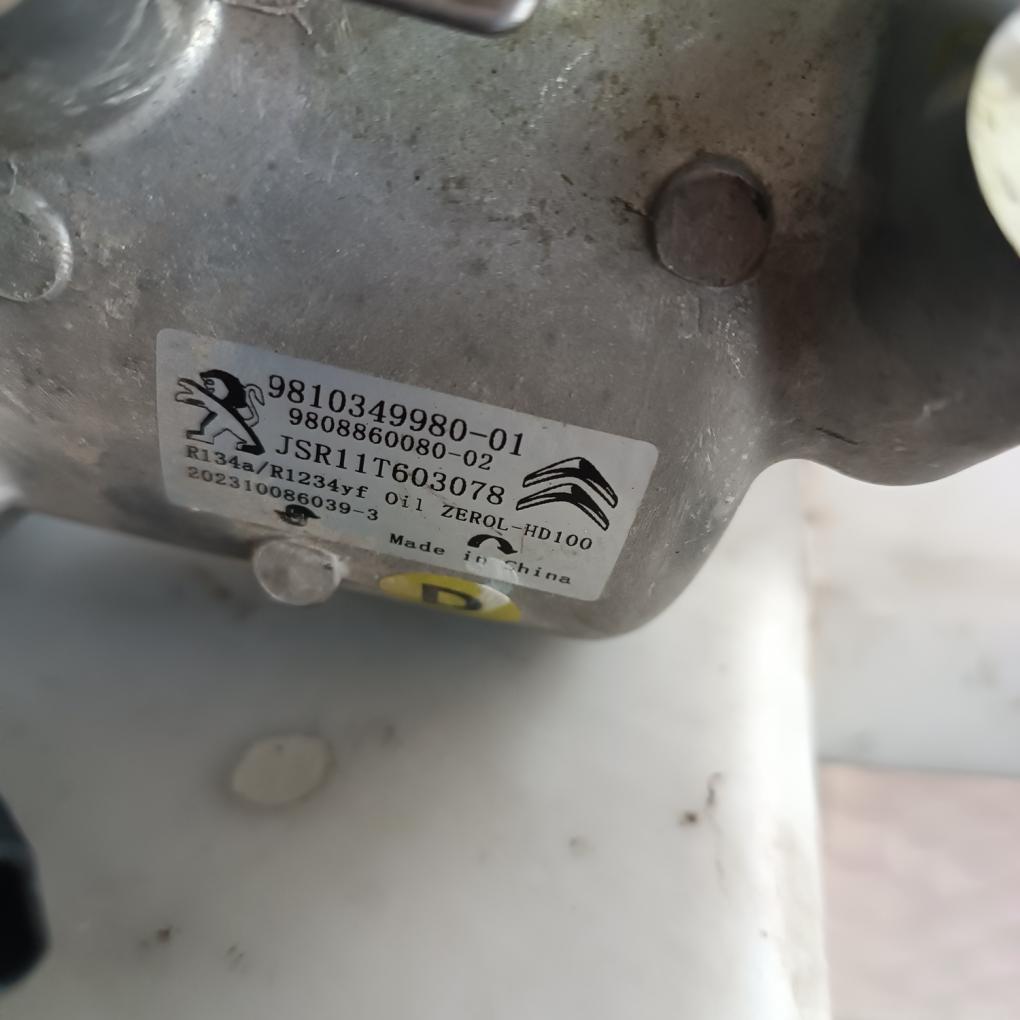 9810349980-01
9808860080-02
JSR11T603078
R134a/R1234yf Oil ZEROL-HD100
202310086039-3
Made in China
D